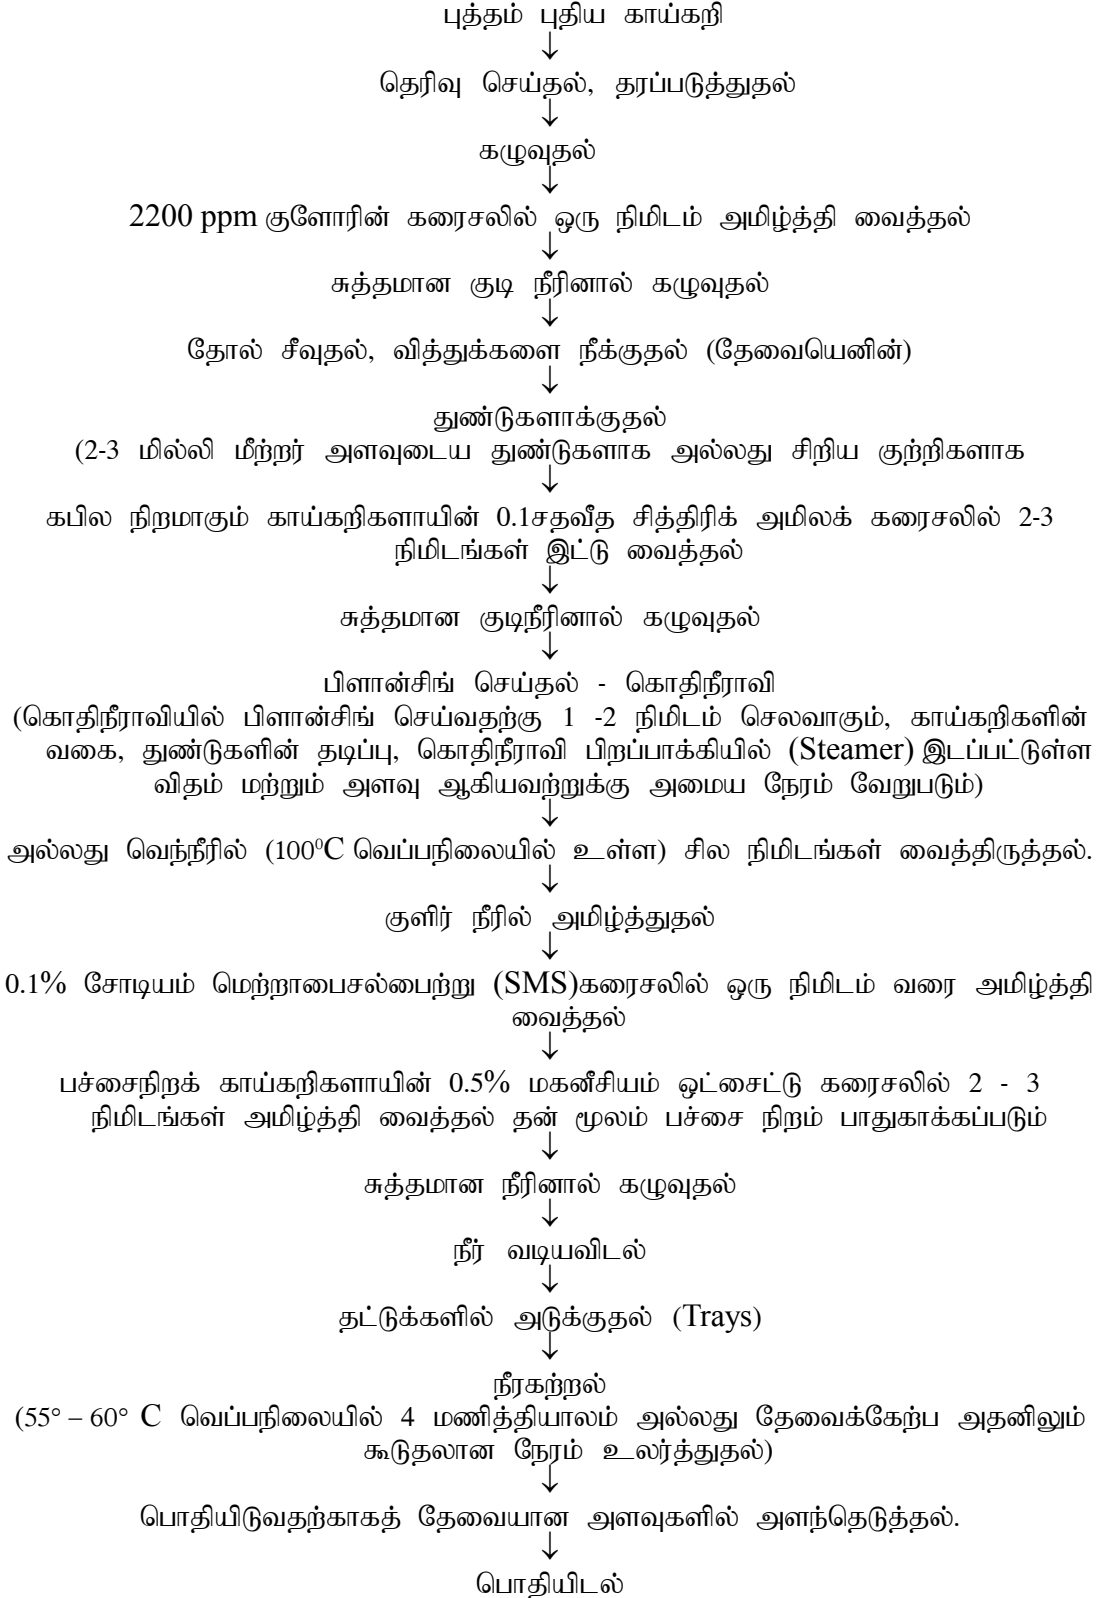 புத்தம் புதிய காய்கறி
↓
தெரிவு செய்தல், தரப்படுத்துதல்
↓
கழுவுதல்
↓
2200 ppm குளோரின் கரைசலில் ஒரு நிமிடம் அமிழ்த்தி வைத்தல்
↓
சுத்தமான குடி நீரினால் கழுவுதல்
↓
தோல் சீவுதல், வித்துக்களை நீக்குதல் (தேவையெனின்)
↓
துண்டுகளாக்குதல்
(2-3 மில்லி மீற்றர் அளவுடைய துண்டுகளாக அல்லது சிறிய குற்றிகளாக
↓
கபில நிறமாகும் காய்கறிகளாயின் 0.1சதவீத சித்திரிக் அமிலக் கரைசலில் 2-3
நிமிடங்கள் இட்டு வைத்தல்
↓
சுத்தமான குடிநீரினால் கழுவுதல்
↓
பிளான்சிங் செய்தல் - கொதிநீராவி
(கொதிநீராவியில் பிளான்சிங் செய்வதற்கு 1 -2 நிமிடம் செலவாகும், காய்கறிகளின்
வகை, துண்டுகளின் தடிப்பு, கொதிநீராவி பிறப்பாக்கியில் (Steamer) இடப்பட்டுள்ள
விதம் மற்றும் அளவு ஆகியவற்றுக்கு அமைய நேரம் வேறுபடும்)
↓
அல்லது வெந்நீரில் (100⁰C வெப்பநிலையில் உள்ள) சில நிமிடங்கள் வைத்திருத்தல்.
↓
குளிர் நீரில் அமிழ்த்துதல்
↓
0.1% சோடியம் மெற்றாபைசல்பைற்று (SMS)கரைசலில் ஒரு நிமிடம் வரை அமிழ்த்தி
வைத்தல்
↓
பச்சைநிறக் காய்கறிகளாயின் 0.5% மகனீசியம் ஒட்சைட்டு கரைசலில் 2 - 3
நிமிடங்கள் அமிழ்த்தி வைத்தல் தன் மூலம் பச்சை நிறம் பாதுகாக்கப்படும்
↓
சுத்தமான நீரினால் கழுவுதல்
↓
நீர் வடியவிடல்
↓
தட்டுக்களில் அடுக்குதல் (Trays)
↓
நீரகற்றல்
(55° – 60° C வெப்பநிலையில் 4 மணித்தியாலம் அல்லது தேவைக்கேற்ப அதனிலும்
கூடுதலான நேரம் உலர்த்துதல்)
↓
பொதியிடுவதற்காகத் தேவையான அளவுகளில் அளந்தெடுத்தல்.
↓
பொதியிடல்